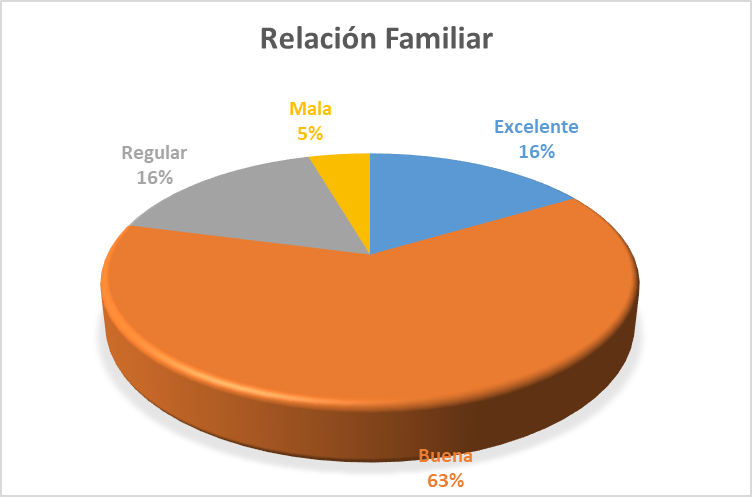 Relación Familiar
Mala
5%
Excelente
16%
Regular
16%
Buena
63%